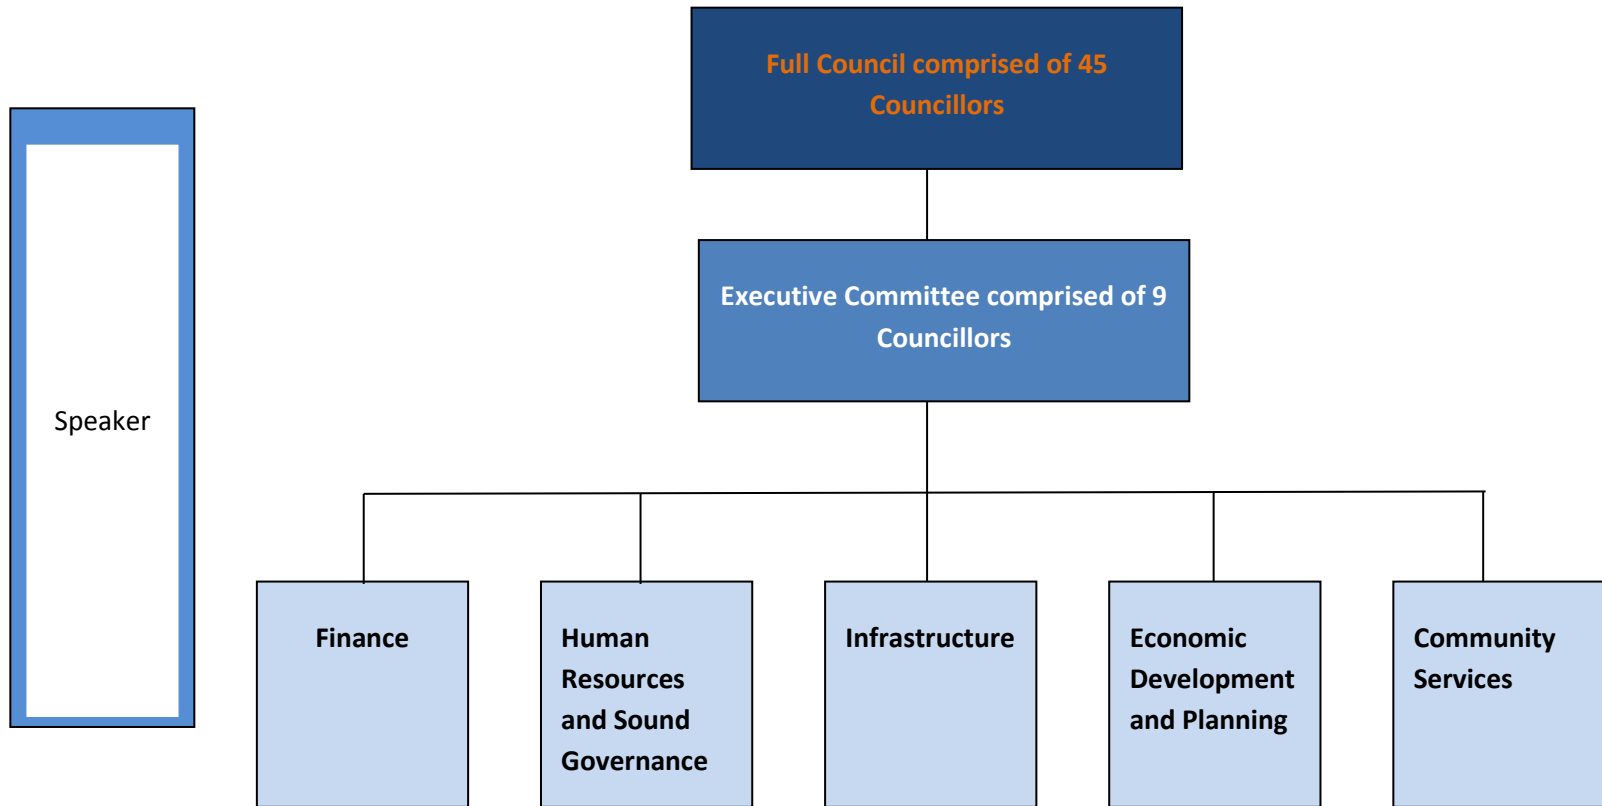 Full Council comprised of 45
Councillors
Executive Committee comprised of 9
Councillors
Speaker
Finance
Human
Resources
and Sound
Governance
Infrastructure
Economic
Development
and Planning
Community
Services